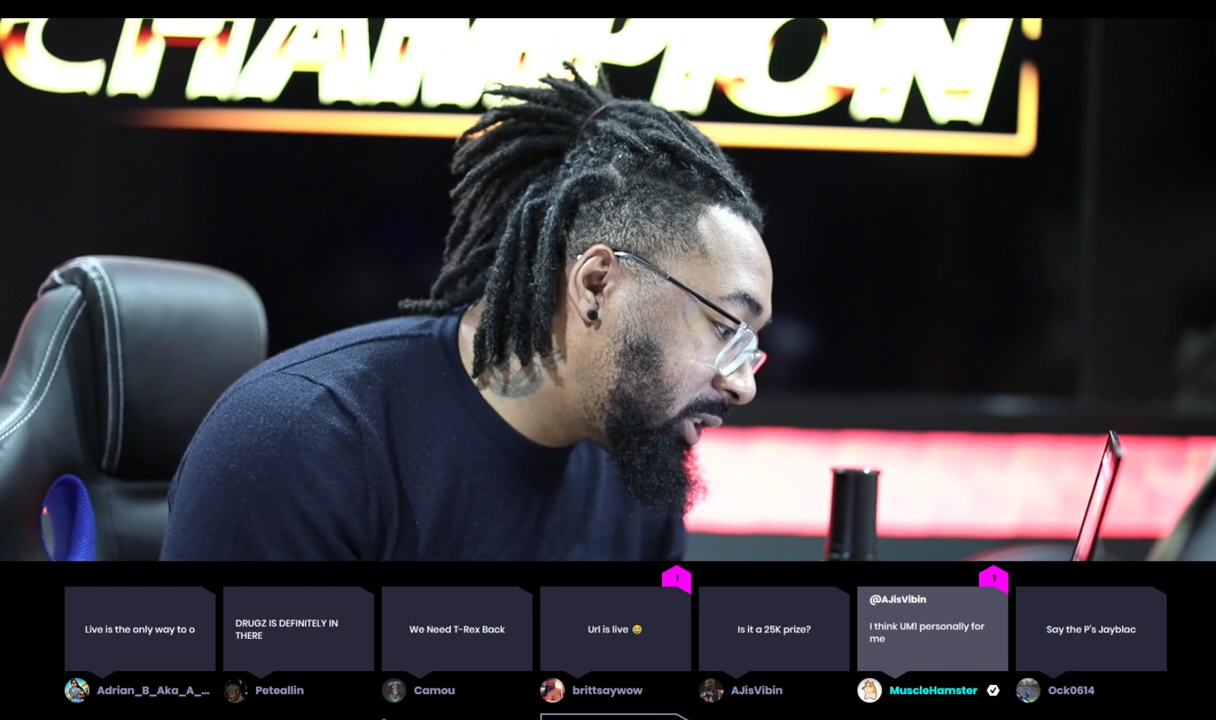 CHAMPION
1
1
Live is the only way to o
DRUGZ IS DEFINITELY IN
THERE
We Need T-Rex Back
Url is live 😂
Is it a 25K prize?
@AJisVibin
I think UM1 personally for
me
Say the P's Jayblac
Adrian_B_Aka_A_...
Peteallin
Camou
brittsaywow
AJisVibin
MuscleHamster
Ock0614